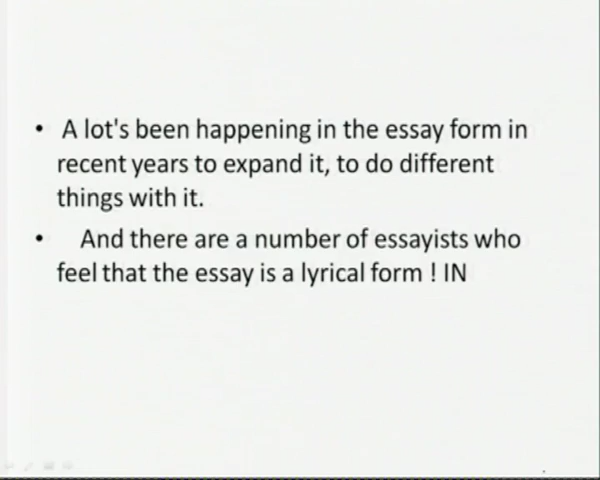 • A lot's been happening in the essay form in
recent years to expand it, to do different
things with it.
• And there are a number of essayists who
feel that the essay is a lyrical form ! IN